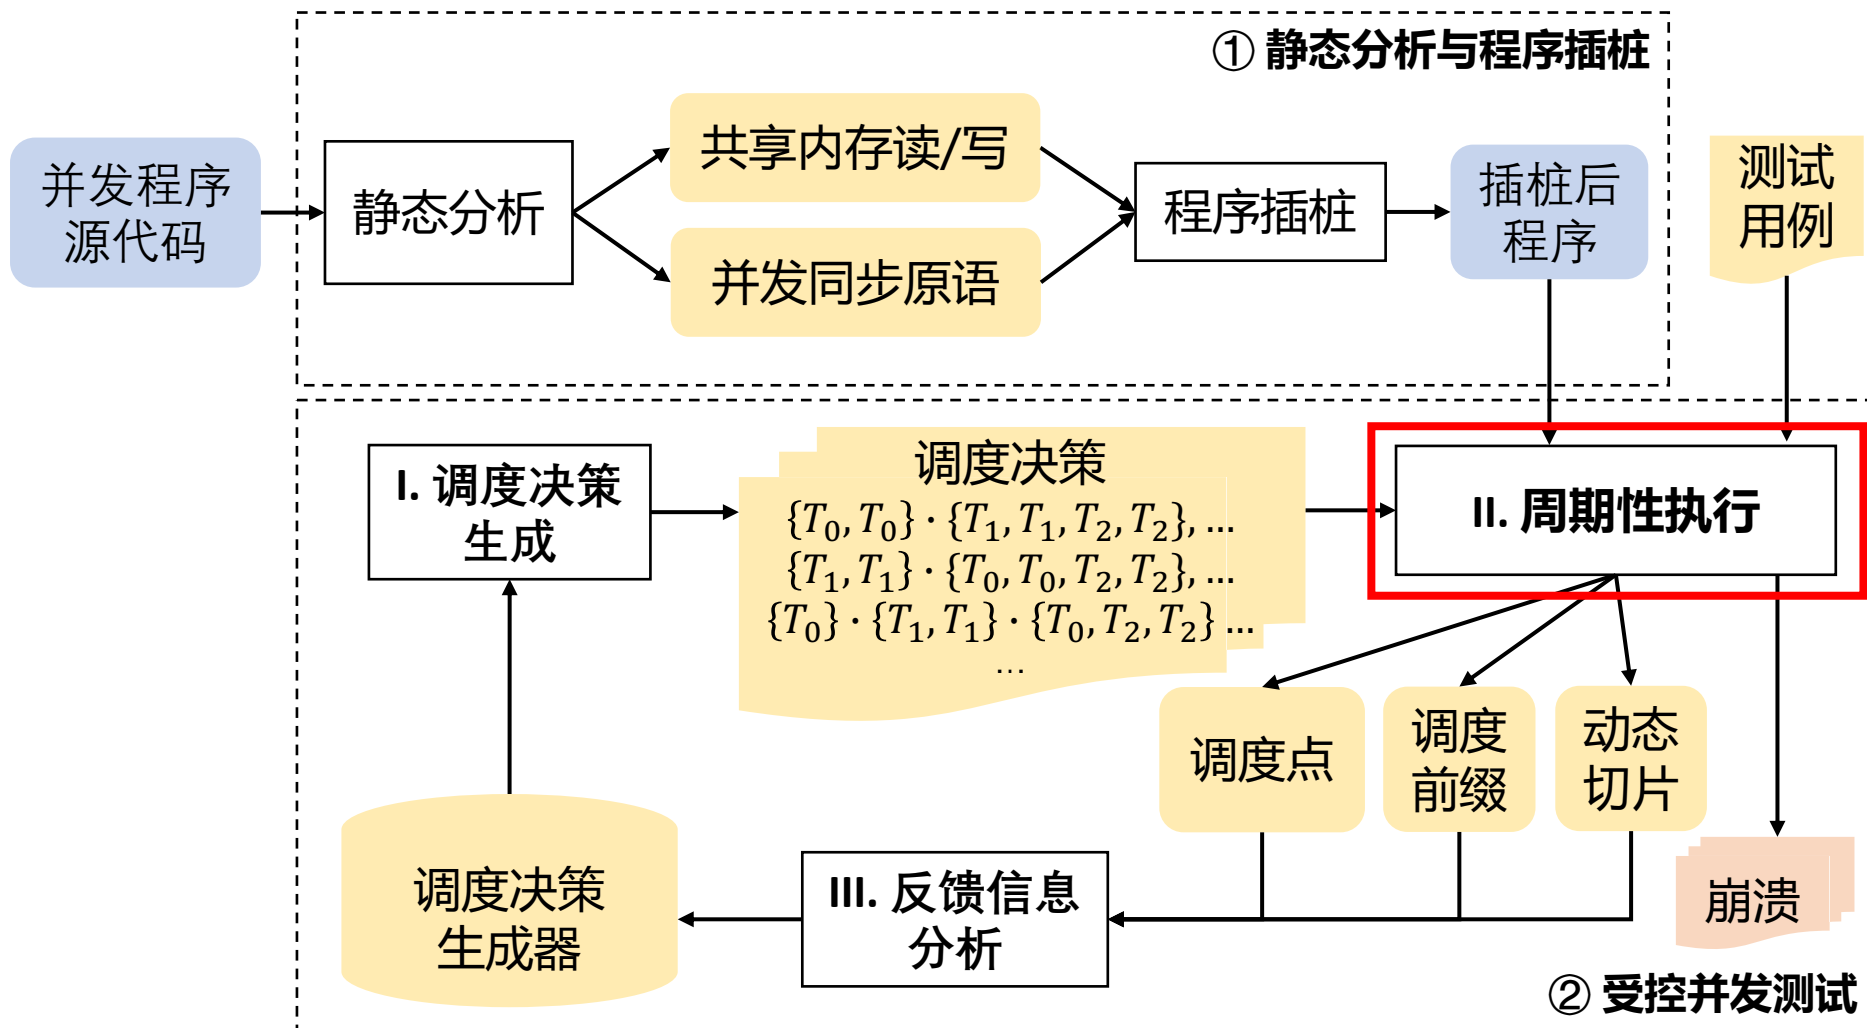 ① 静态分析与程序插桩
并发程序
源代码
静态分析
共享内存读/写
并发同步原语
程序插桩
插桩后
程序
测试
用例
I. 调度决策
生成
调度决策
{T₀, T₀} · {T₁, T₁, T₂, T₂}, ...
{T₁, T₁} · {T₀, T₀, T₂, T₂}, ...
{T₀} · {T₁, T₁} · {T₀, T₂, T₂} ...
...
II. 周期性执行
调度点
调度
前缀
动态
切片
崩溃
III. 反馈信息
分析
调度决策
生成器
② 受控并发测试